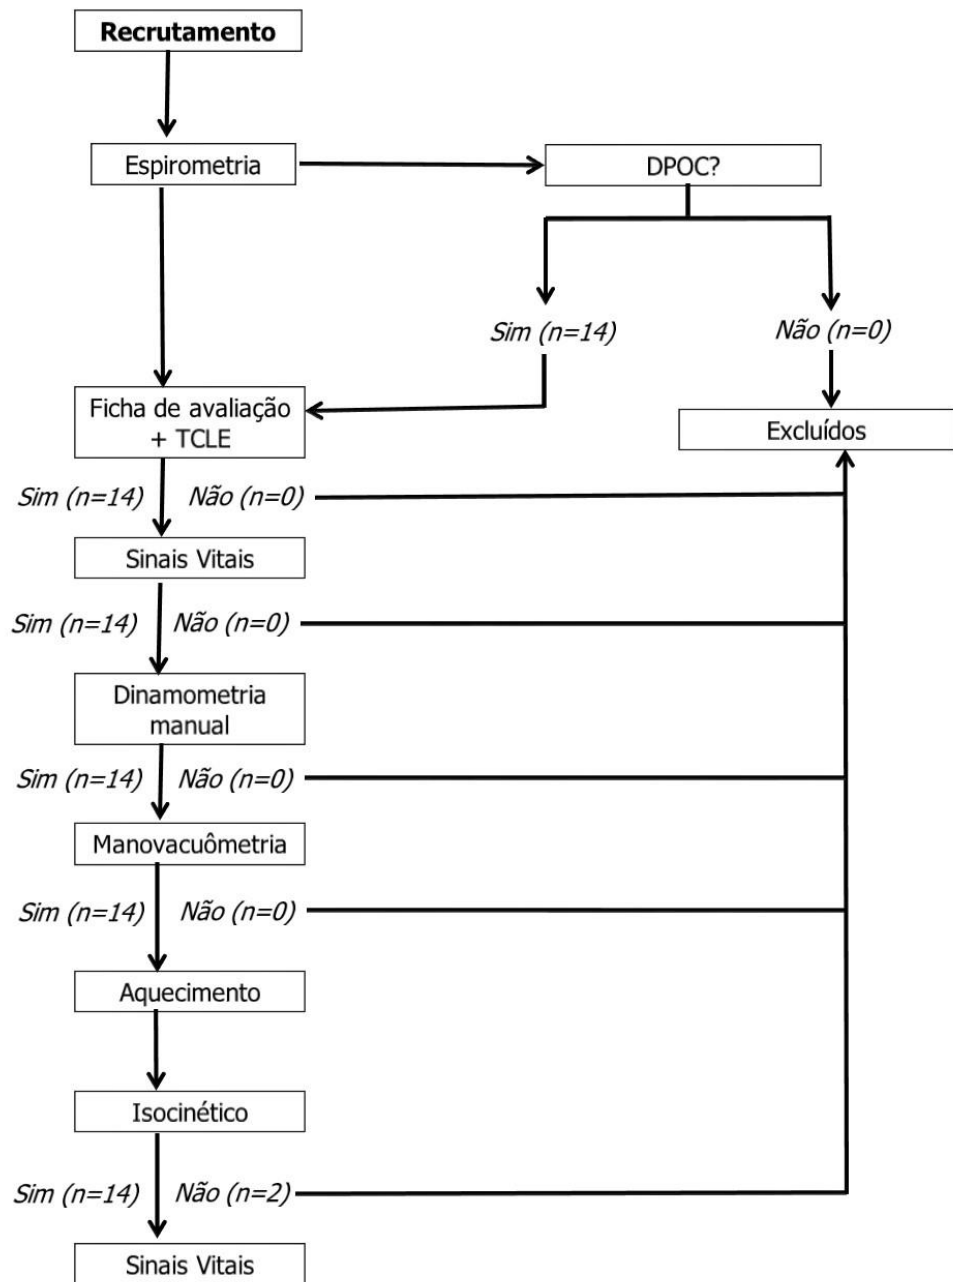 Recrutamento
Espirometria
DPOC?
Sim (n=14)
Não (n=0)
Ficha de avaliação
+ TCLE
Excluídos
Sim (n=14)
Não (n=0)
Sinais Vitais
Sim (n=14)
Não (n=0)
Dinamometria
manual
Sim (n=14)
Não (n=0)
Manovacuômetria
Sim (n=14)
Não (n=0)
Aquecimento
Isocinético
Sim (n=14)
Não (n=2)
Sinais Vitais